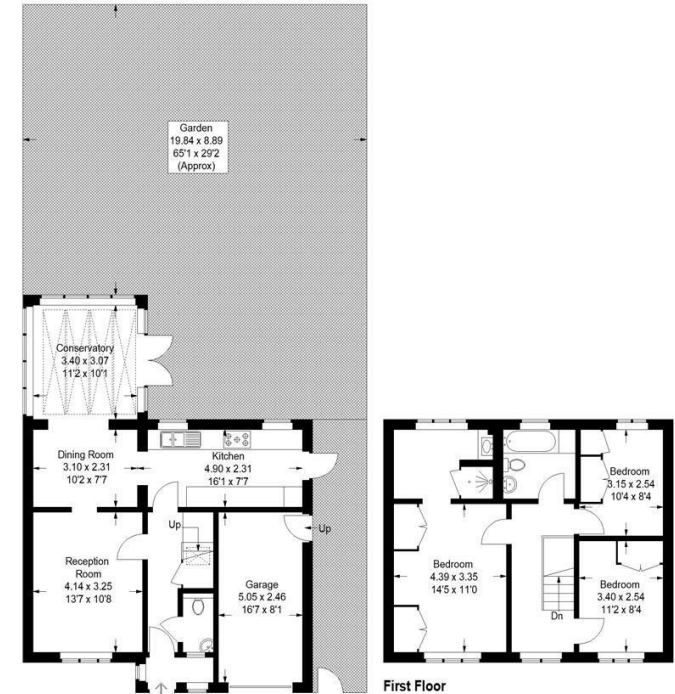 Garden
19.84 x 8.89
65'1 x 29'2
(Approx)
Conservatory
3.40 x 3.07
11'2 x 10'1
Dining Room
3.10 x 2.31
10'2 x 7'7
Kitchen
4.90 x 2.31
16'1 x 7'7
Up
Up
Reception
Room
4.14 x 3.25
13'7 x 10'8
Garage
5.05 x 2.46
16'7 x 8'1
Bedroom
3.15 x 2.54
10'4 x 8'4
Bedroom
4.39 x 3.35
14'5 x 11'0
Bedroom
3.40 x 2.54
11'2 x 8'4
Dn
First Floor